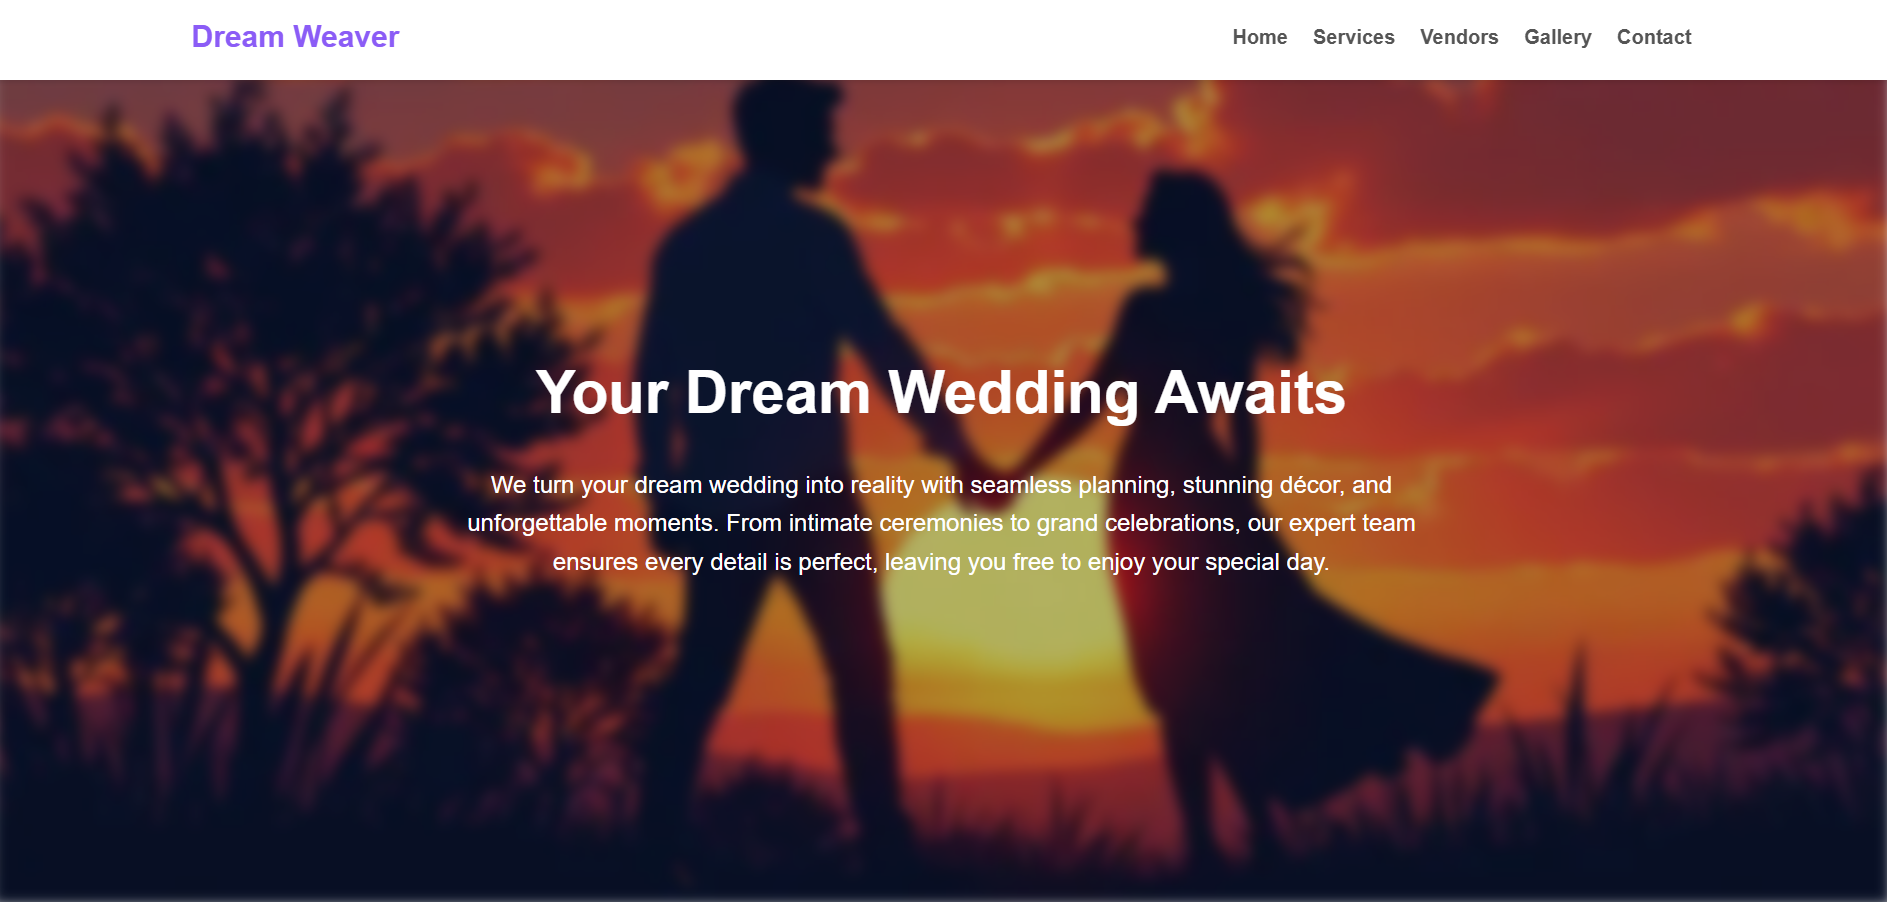 Dream Weaver
Home Services Vendors Gallery Contact
Your Dream Wedding Awaits
We turn your dream wedding into reality with seamless planning, stunning décor, and
unforgettable moments. From intimate ceremonies to grand celebrations, our expert team
ensures every detail is perfect, leaving you free to enjoy your special day.